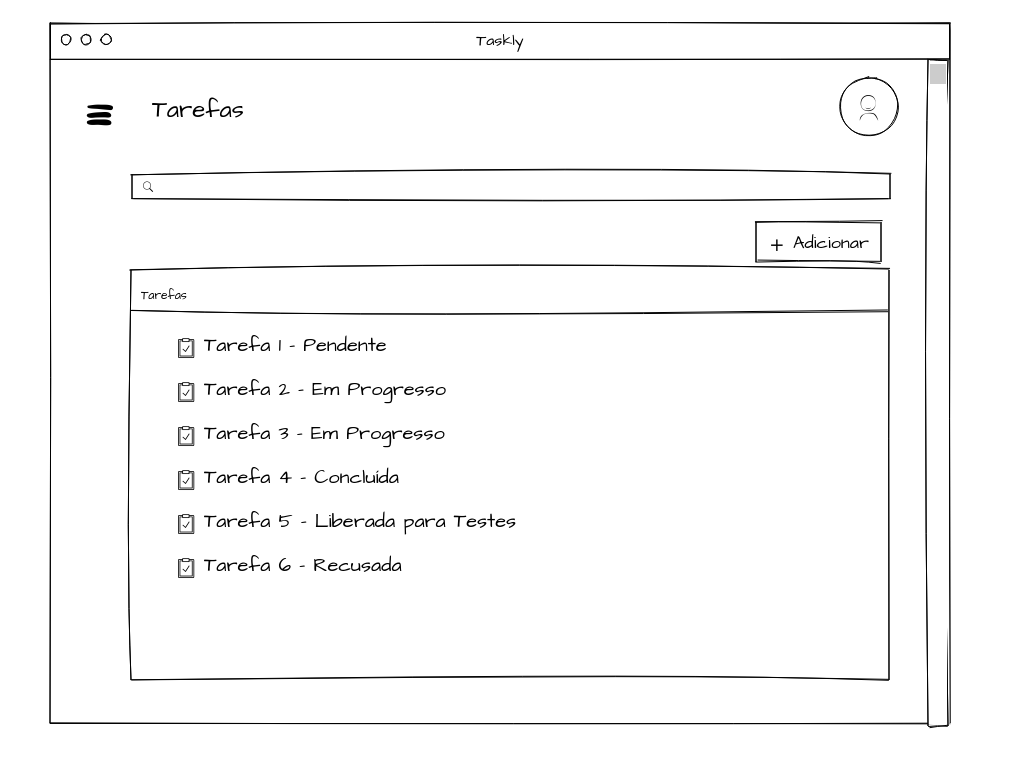 Taskly
Tarefas
+ Adicionar
Tarefas
Tarefa 1 - Pendente
Tarefa 2 - Em Progresso
Tarefa 3 - Em Progresso
Tarefa 4 - Concluída
Tarefa 5 - Liberada para Testes
Tarefa 6 - Recusada